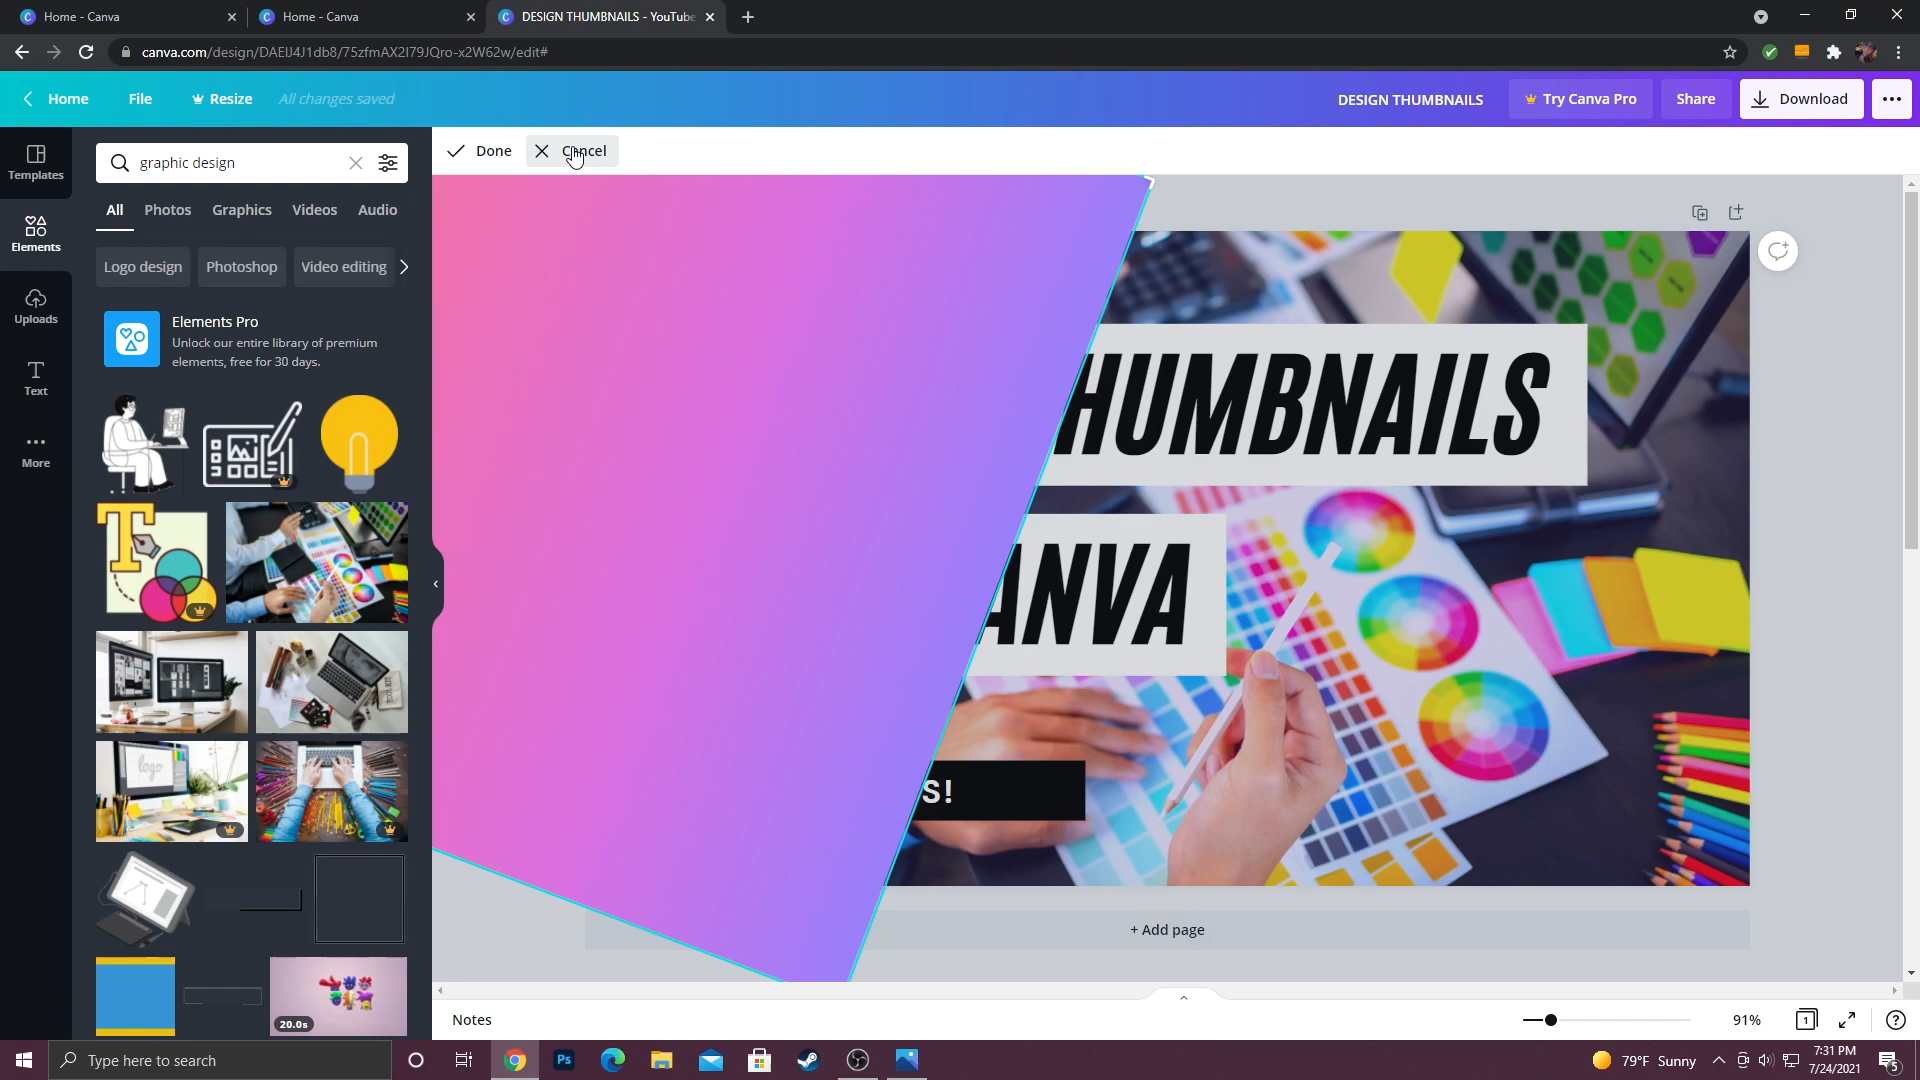 Home - Canva
Home - Canva
DESIGN THUMBNAILS - YouTube
canva.com/design/DAEIJ4J1db8/75zfmAX2I79JQro-x2W62w/edit#
Home
File
Resize
All changes saved
DESIGN THUMBNAILS
Try Canva Pro
Share
Download
Templates
Elements
Uploads
Text
More
graphic design
All
Photos
Graphics
Videos
Audio
Logo design
Photoshop
Video editing
Elements Pro
Unlock our entire library of premium
elements, free for 30 days.
T
logo
20.0s
Done
Cancel
HUMBNAILS
ANVA
S!
+ Add page
Notes
91%
1
Type here to search
Ps
79°F Sunny
7:31 PM
7/24/2021
5